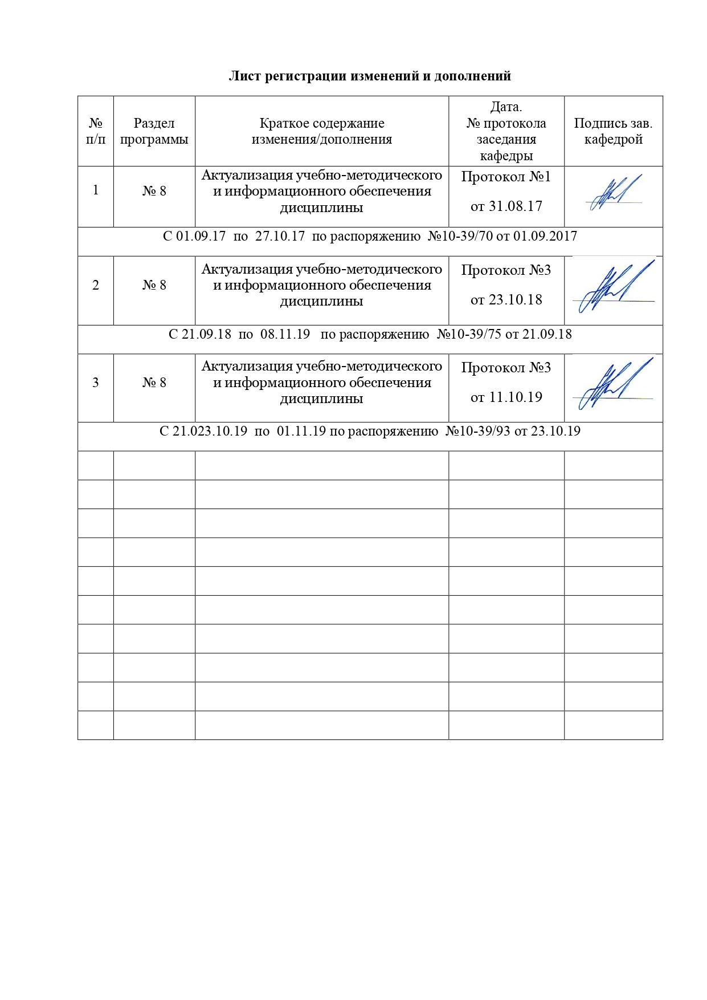 Лист регистрации изменений и дополнений
№
п/п
Раздел
программы
Краткое содержание
изменения/дополнения
Дата.
№ протокола
заседания
кафедры
Подпись зав.
кафедрой
1
№ 8
Актуализация учебно-методического
и информационного обеспечения
дисциплины
Протокол №1
от 31.08.17
С 01.09.17 по 27.10.17 по распоряжению №10-39/70 от 01.09.2017
2
№ 8
Актуализация учебно-методического
и информационного обеспечения
дисциплины
Протокол №3
от 23.10.18
С 21.09.18 по 08.11.19 по распоряжению №10-39/75 от 21.09.18
3
№ 8
Актуализация учебно-методического
и информационного обеспечения
дисциплины
Протокол №3
от 11.10.19
С 21.023.10.19 по 01.11.19 по распоряжению №10-39/93 от 23.10.19